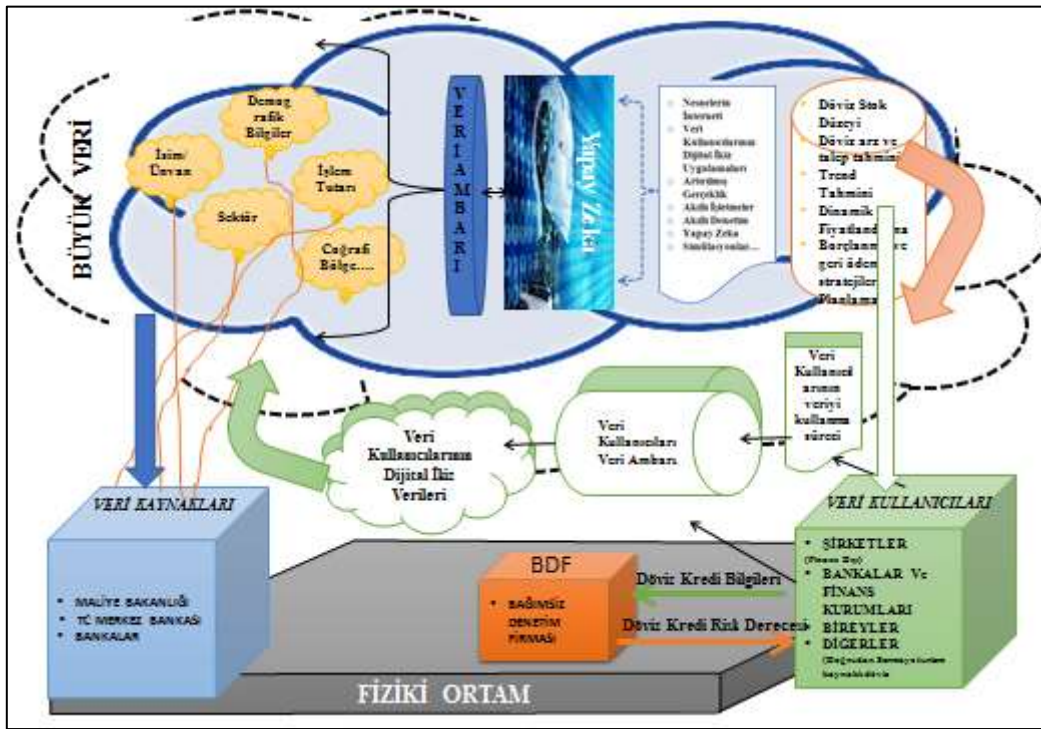 BÜYÜK VERİ
Demog
rafik
Bilgiler
İsim/
Ünvan
İşlem
Tutarı
Sektör
Coğrafi
Bölge.....
VERİ AMBARI
Yapay Zeka
Nesnelerin
İnterneti
Veri
Kullanıcılarının
Dijital İkiz
Uygulamaları
Artırılmış
Gerçeklik
Akıllı İşletmeler
Akıllı Denetim
Yapay Zeka
Simülasyonlar...
Döviz Stok
Düzeyi
Döviz arz ve
talep tahmini
Trend
Tahmini
Dinamik
Borçlanma ve
geri ödeme
stratejileri
Planlama
Veri
Kullanıcıl
arının
veriyi
kullanma
süreci
Veri
Kullanıcıları
Veri Ambarı
Veri
Kullanıcılarının
Dijital İkiz
Verileri
VERİ KAYNAKLARI
MALİYE BAKANLIĞI
TC MERKEZ BANKASI
BANKALAR
BDF
BAĞIMSIZ
DENETİM
FİRMASI
Döviz Kredi Bilgileri
Döviz Kredi Risk Derecesi
VERİ KULLANICILARI
ŞİRKETLER
BANKALAR Ve
FİNANS
KURUMLARI
BİREYLER
DİĞERLER
FİZİKİ ORTAM